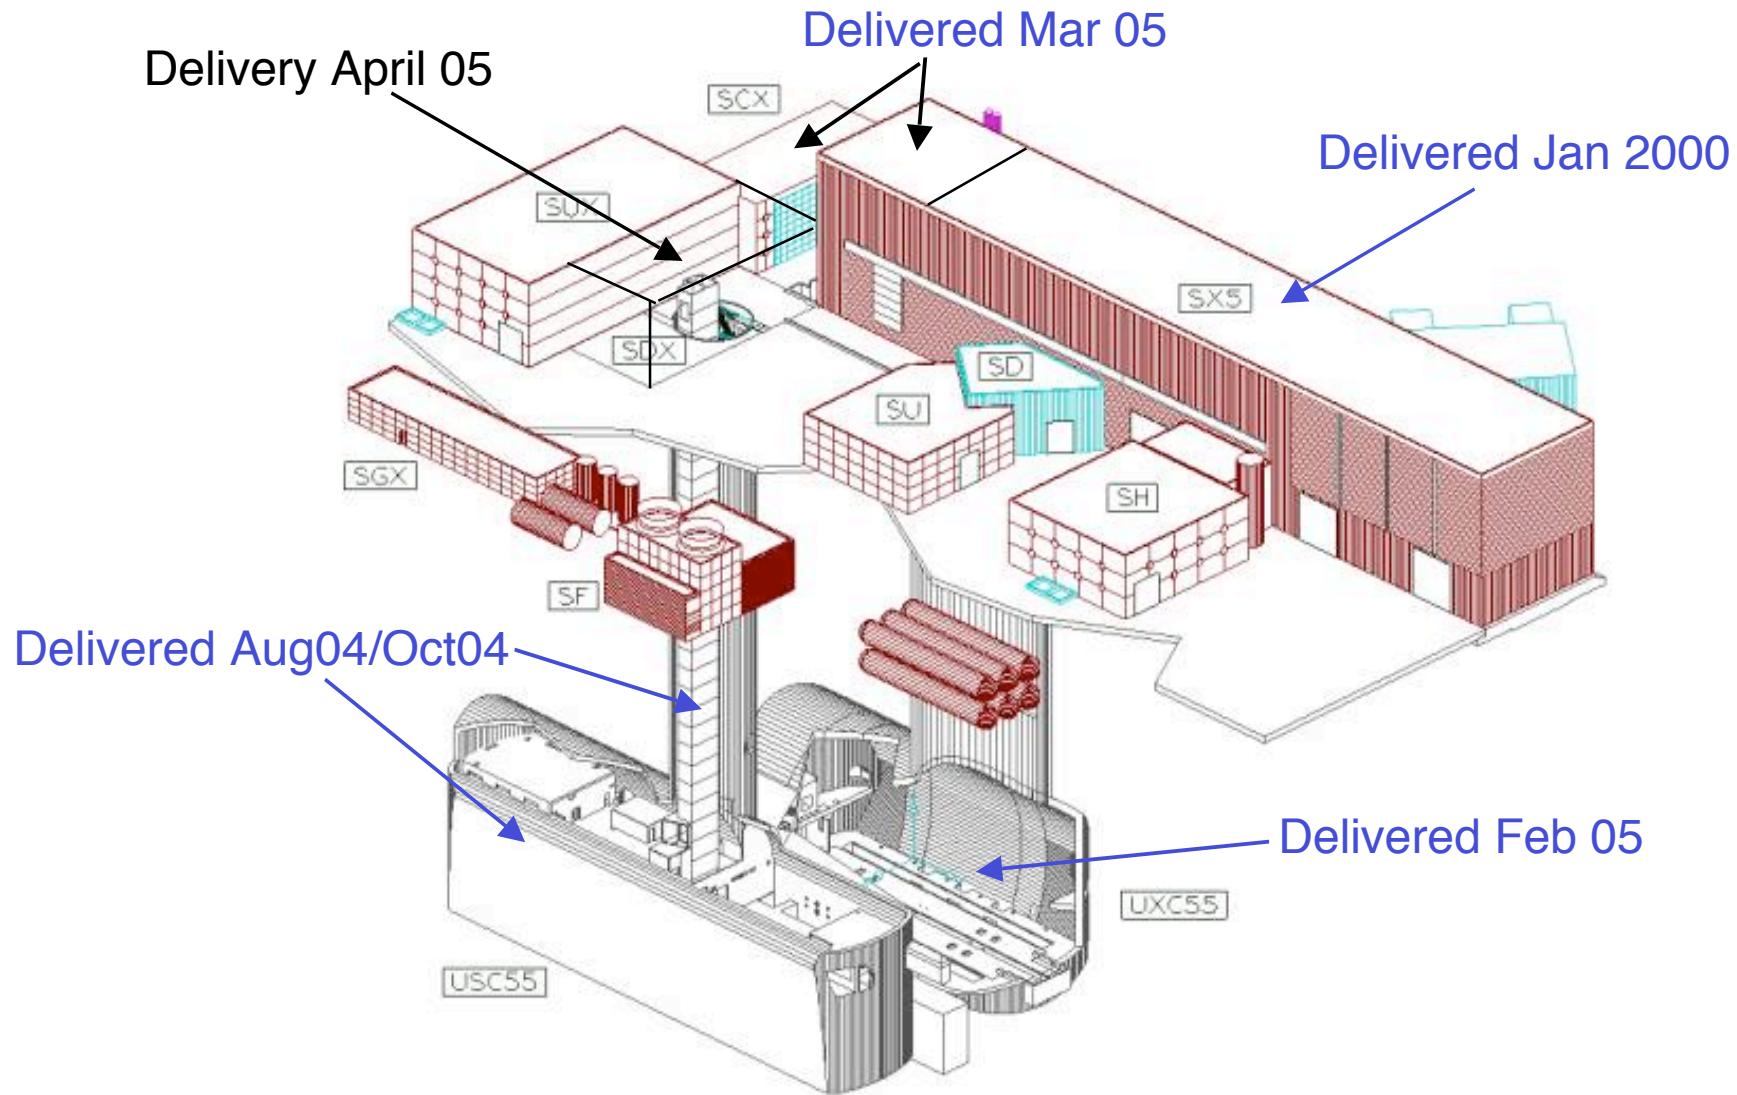 Delivered Mar 05
Delivery April 05
SCX
Delivered Jan 2000
SUX
SX5
SDX
SD
SU
SGX
SH
SF
Delivered Aug04/Oct04
Delivered Feb 05
UXC55
USC55